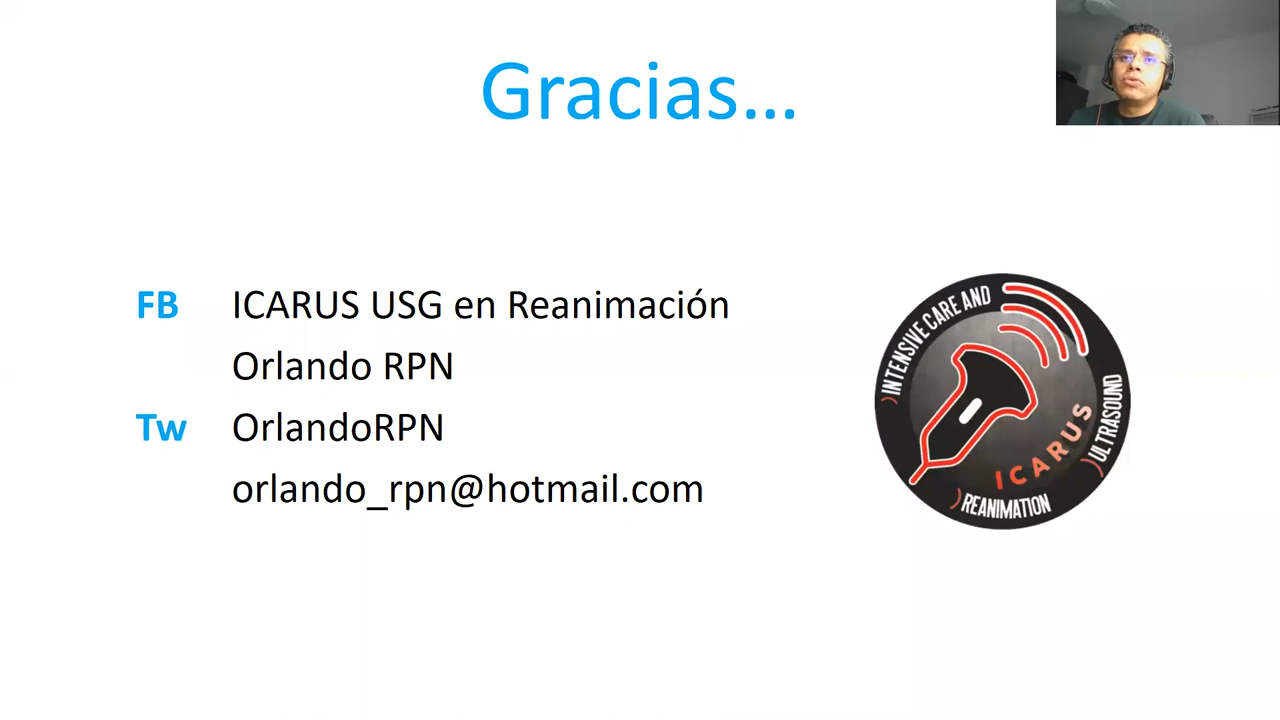 Gracias...
FB ICARUS USG en Reanimación
Orlando RPN
Tw OrlandoRPN
orlando_rpn@hotmail.com
INTENSIVE CARE AND
ULTRASOUND
ICARUS
REANIMATION